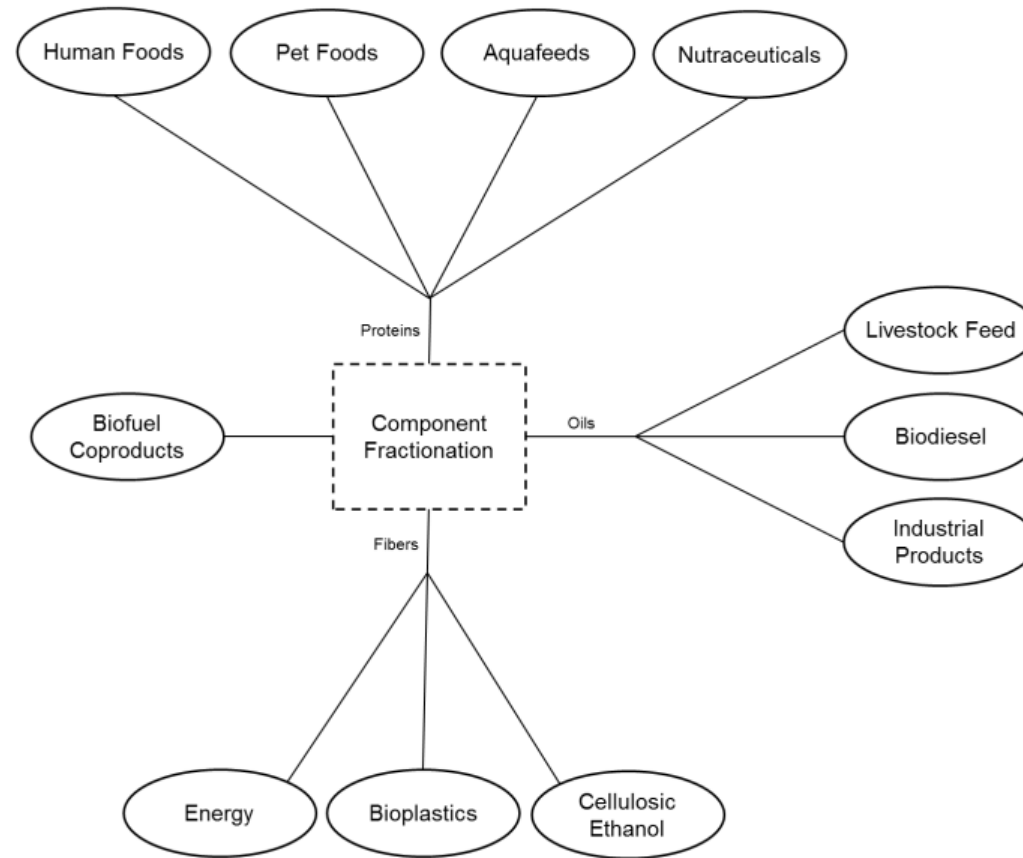 Human Foods
Pet Foods
Aquafeeds
Nutraceuticals
Proteins
Livestock Feed
Biofuel
Coproducts
Component
Fractionation
Oils
Biodiesel
Fibers
Industrial
Products
Energy
Bioplastics
Cellulosic
Ethanol